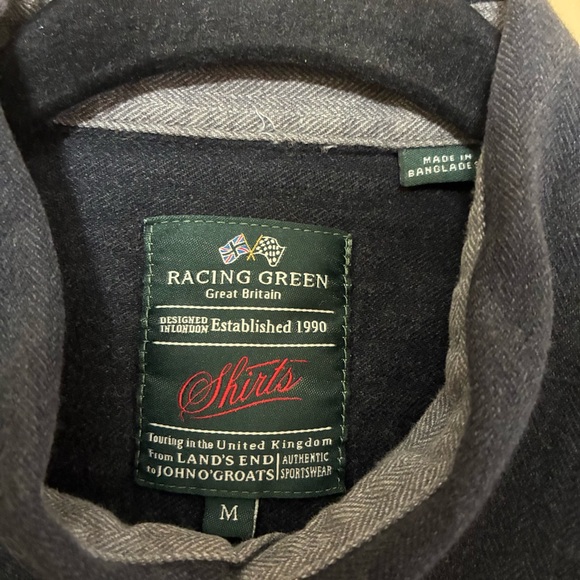 MADE IN
RACING GREEN
Great Britain
DESIGNED
IN LONDON
Established 1990
Shirts
Touring in the United Kingdom
From LAND'S END
to JOHN O'GROATS
AUTHENTIC
SPORTSWEAR
M